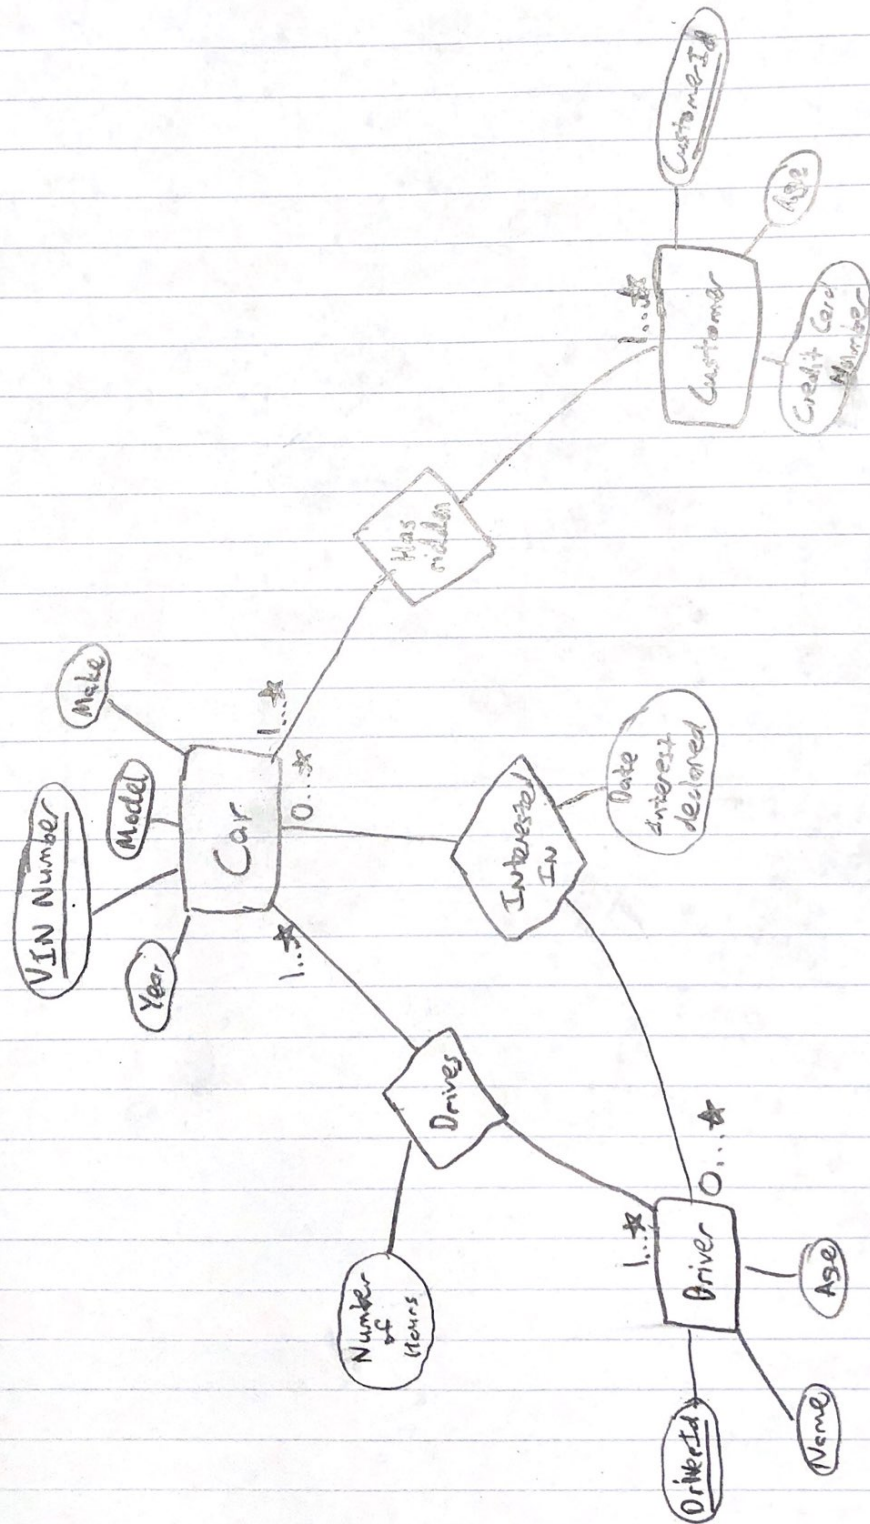 VIN Number
Year
Model
Make
Car
1...*
0...*
1...*
Number
of
Hours
Drives
Interested
In
Date
interest
declared
Has
ridden
1...*
0...*
1...*
DriverId
Driver
Name
Age
Customer
CustomerId
Age
Credit Card
Number